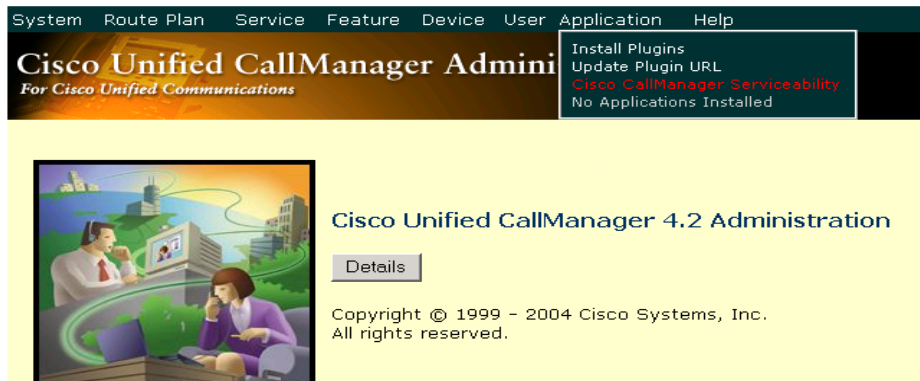 System Route Plan Service Feature Device User Application Help
Cisco Unified CallManager Admini
For Cisco Unified Communications
Install Plugins
Update Plugin URL
Cisco CallManager Serviceability
No Applications Installed
Cisco Unified CallManager 4.2 Administration
Details
Copyright © 1999 - 2004 Cisco Systems, Inc.
All rights reserved.